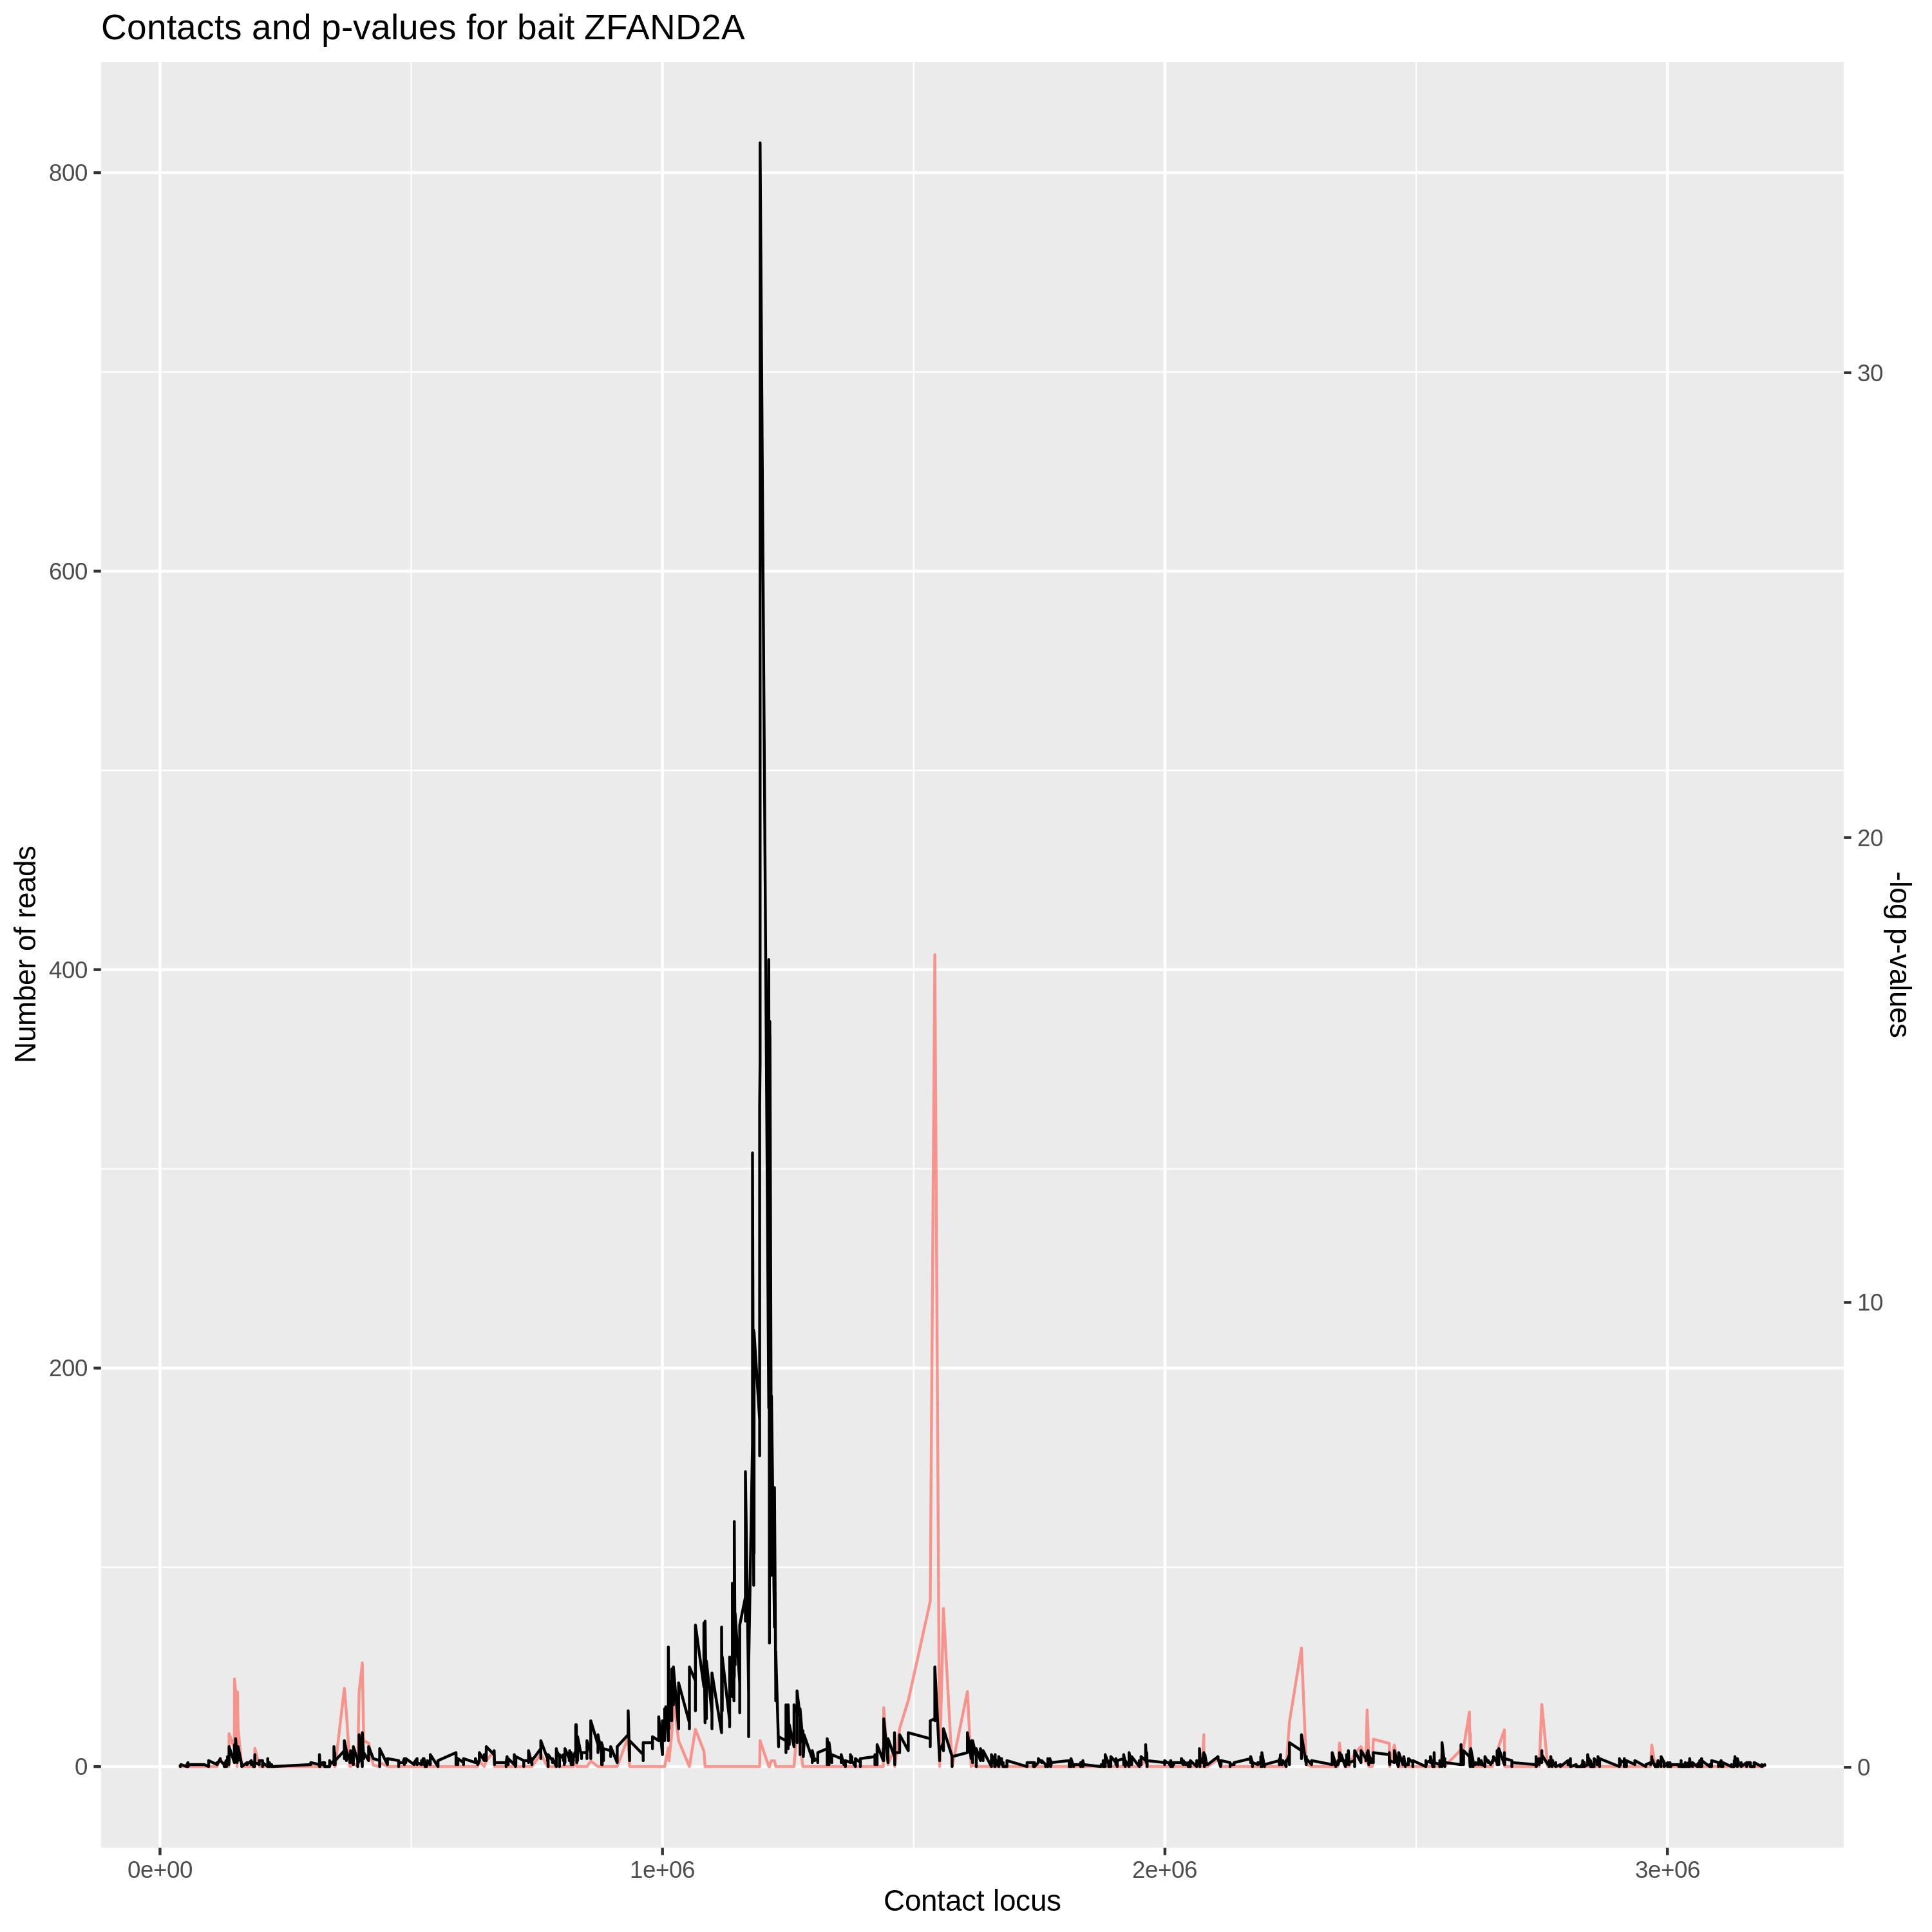 Contacts and p-values for bait ZFAND2A
800
600
400
200
0
Number of reads
30
20
10
0
-log p-values
0e+00
1e+06
2e+06
3e+06
Contact locus